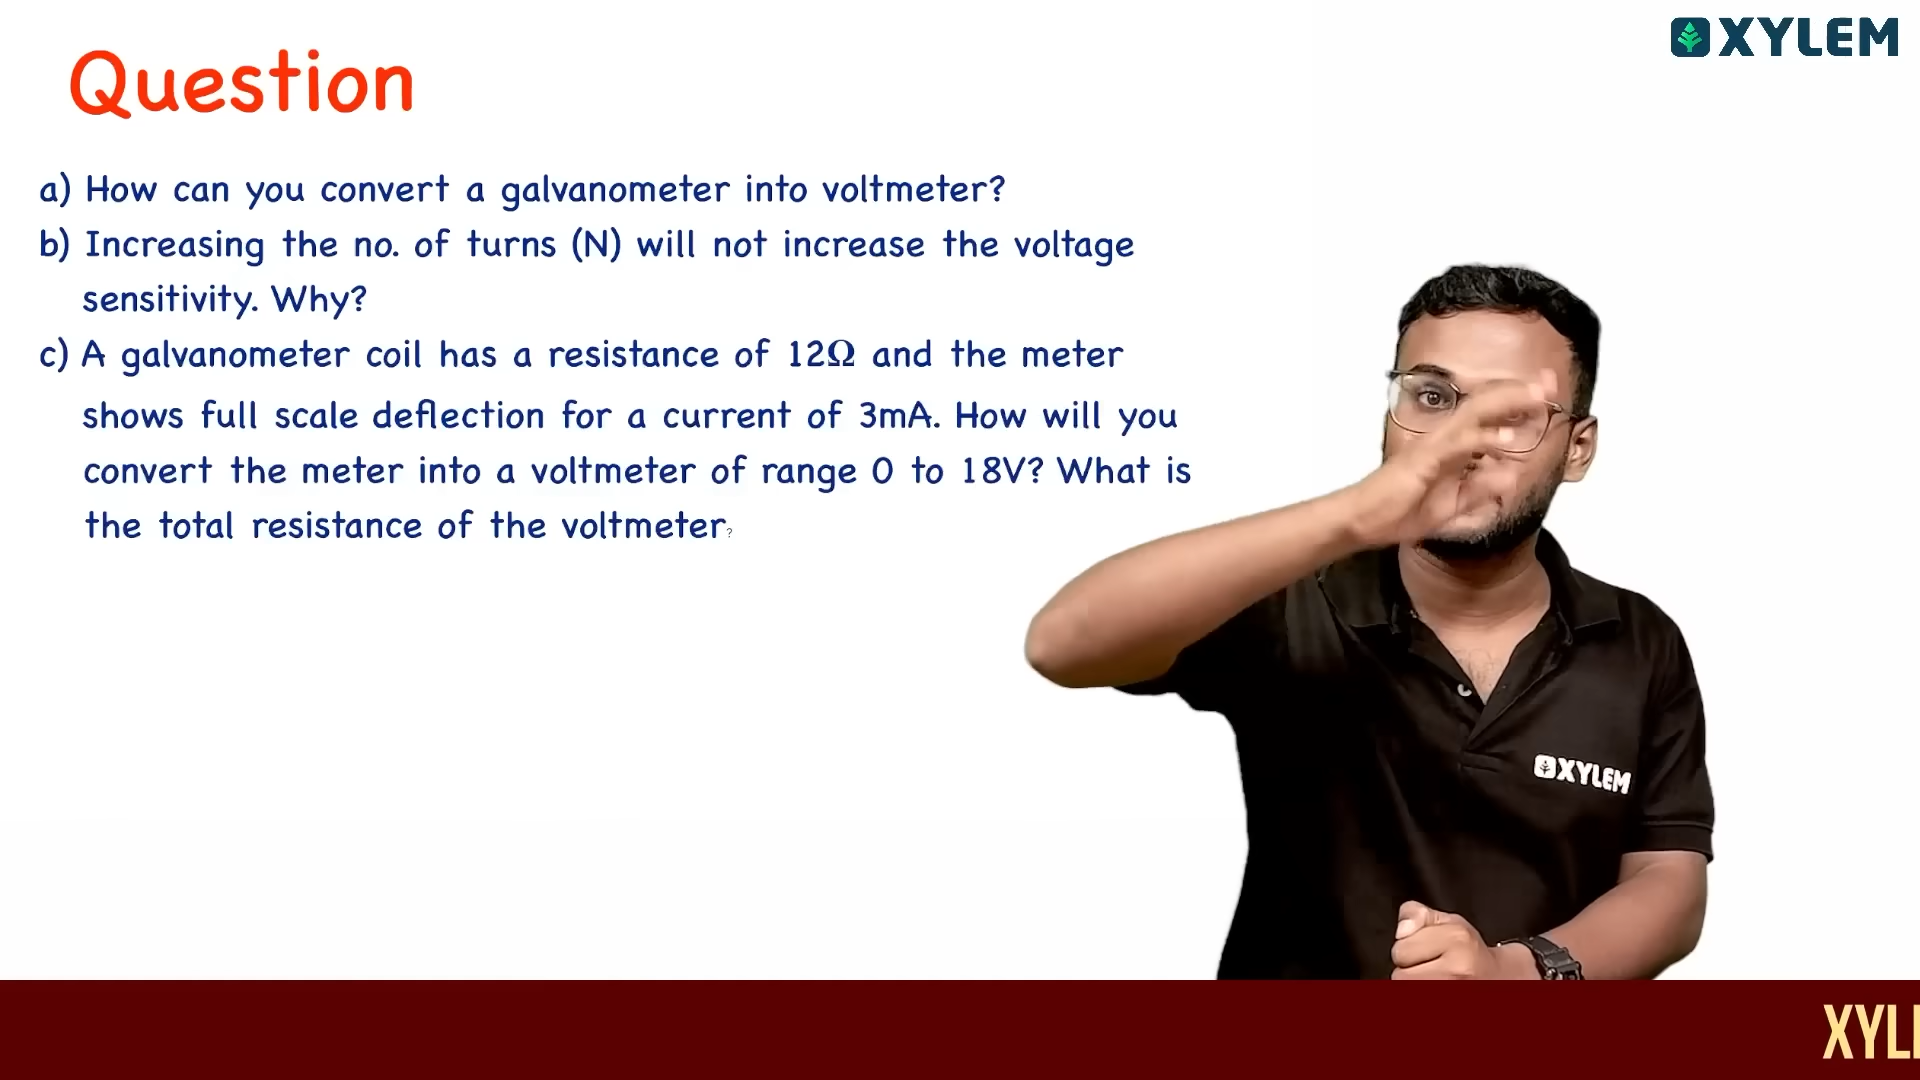 XYLEM
Question
a) How can you convert a galvanometer into voltmeter?
b) Increasing the no. of turns (N) will not increase the voltage
sensitivity. Why?
c) A galvanometer coil has a resistance of 12Ω and the meter
shows full scale deflection for a current of 3mA. How will you
convert the meter into a voltmeter of range 0 to 18V? What is
the total resistance of the voltmeter?
XYLEM